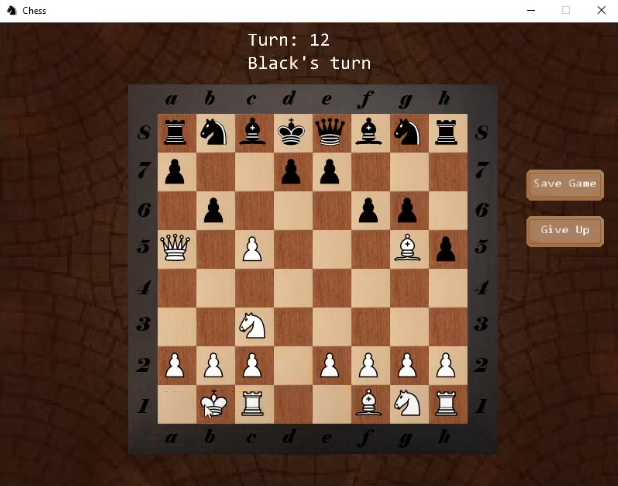 Chess
Turn: 12
Black's turn
a b c d e f g h
8 8
7 7
6 6
5 5
4 4
3 3
2 2
1 1
a b c d e f g h
Save Game
Give Up